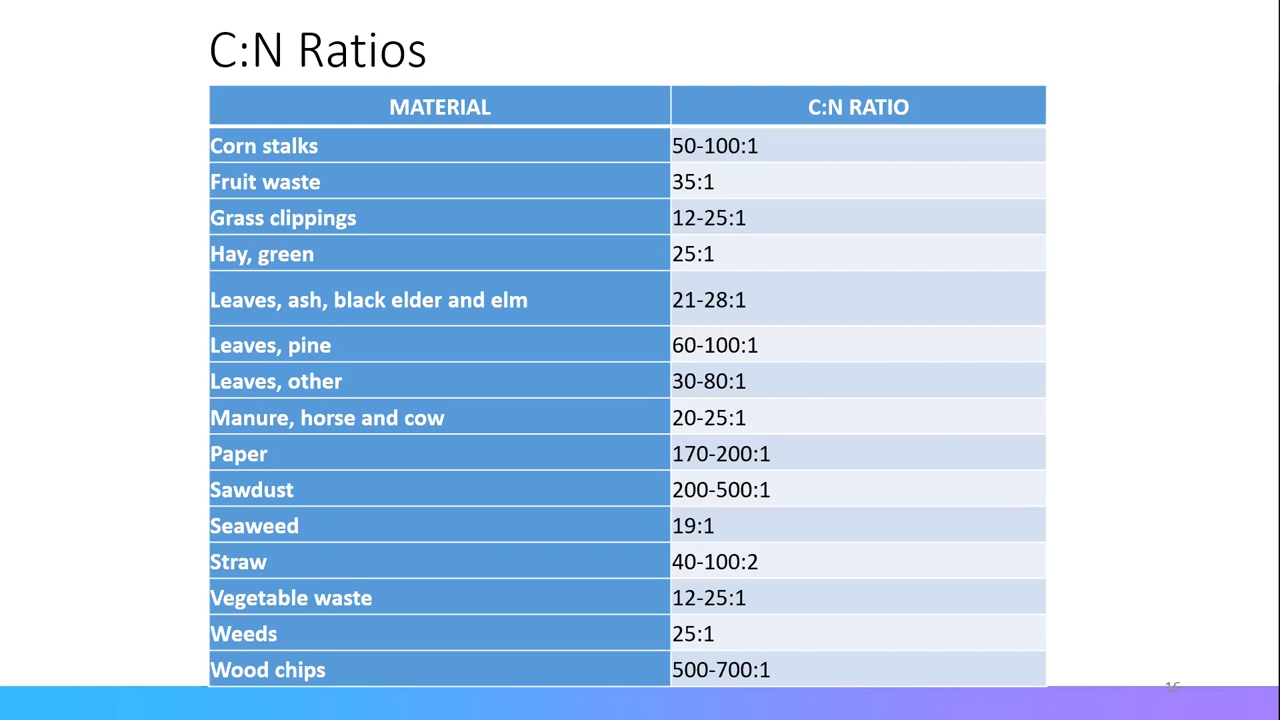 C:N Ratios
MATERIAL C:N RATIO
Corn stalks 50-100:1
Fruit waste 35:1
Grass clippings 12-25:1
Hay, green 25:1
Leaves, ash, black elder and elm 21-28:1
Leaves, pine 60-100:1
Leaves, other 30-80:1
Manure, horse and cow 20-25:1
Paper 170-200:1
Sawdust 200-500:1
Seaweed 19:1
Straw 40-100:2
Vegetable waste 12-25:1
Weeds 25:1
Wood chips 500-700:1
16